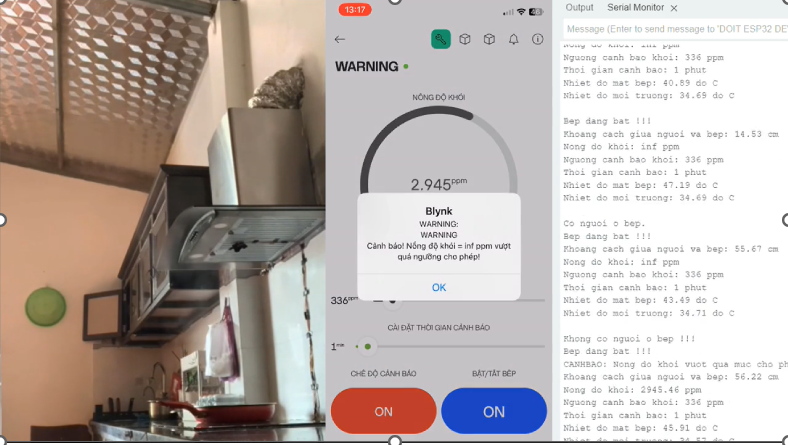 13:17
WARNING
NỒNG ĐỘ KHÓI
2.945ppm
Blynk
WARNING:
WARNING
Cảnh báo! Nồng độ khói = inf ppm vượt
quá ngưỡng cho phép!
OK
336ppm
CÀI ĐẶT THỜI GIAN CẢNH BÁO
1min
CHẾ ĐỘ CẢNH BÁO
BẬT/TẮT BẾP
ON
ON
Output
Serial Monitor
Message (Enter to send message to 'DOIT ESP32 DE
Nong do khoi: inf ppm
Nguong canh bao khoi: 336 ppm
Thoi gian canh bao: 1 phut
Nhiet do mat bep: 40.89 do C
Nhiet do moi truong: 34.69 do C
Bep dang bat !!!
Khoang cach giua nguoi va bep: 14.53 cm
Nong do khoi: inf ppm
Nguong canh bao khoi: 336 ppm
Thoi gian canh bao: 1 phut
Nhiet do mat bep: 47.19 do C
Nhiet do moi truong: 34.69 do C
Co nguoi o bep.
Bep dang bat !!!
Khoang cach giua nguoi va bep: 55.67 cm
Nong do khoi: inf ppm
Nguong canh bao khoi: 336 ppm
Thoi gian canh bao: 1 phut
Nhiet do mat bep: 43.49 do C
Nhiet do moi truong: 34.71 do C
Khong co nguoi o bep !!!
Bep dang bat !!!
CANHBAO: Nong do khoi vuot qua muc cho ph
Khoang cach giua nguoi va bep: 56.22 cm
Nong do khoi: 2945.46 ppm
Nguong canh bao khoi: 336 ppm
Thoi gian canh bao: 1 phut
Nhiet do mat bep: 45.91 do C